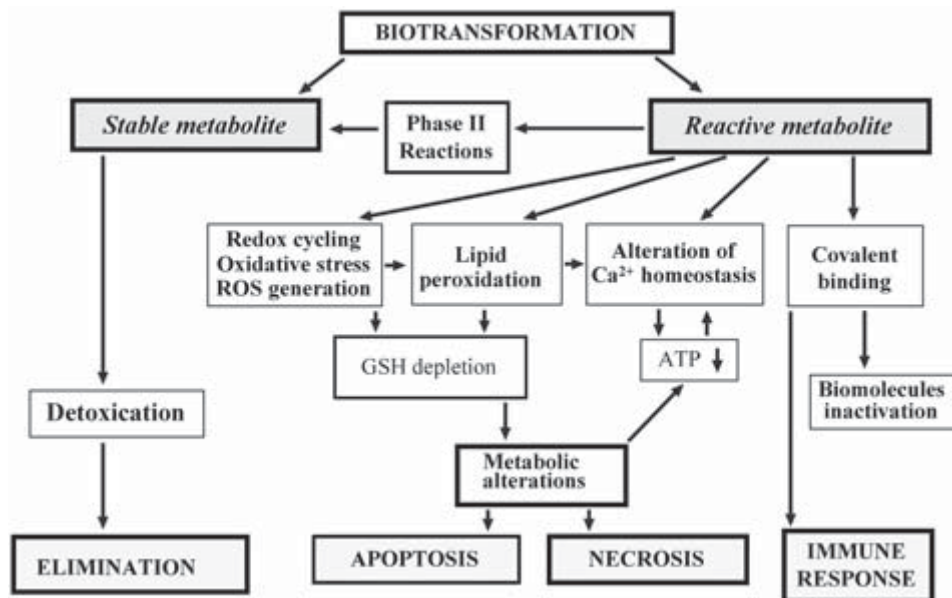 BIOTRANSFORMATION
Stable metabolite
Phase II
Reactions
Reactive metabolite
Redox cycling
Oxidative stress
ROS generation
Lipid
peroxidation
Alteration of
Ca²⁺ homeostasis
Covalent
binding
GSH depletion
ATP
Detoxication
Biomolecules
inactivation
Metabolic
alterations
ELIMINATION
APOPTOSIS
NECROSIS
IMMUNE
RESPONSE